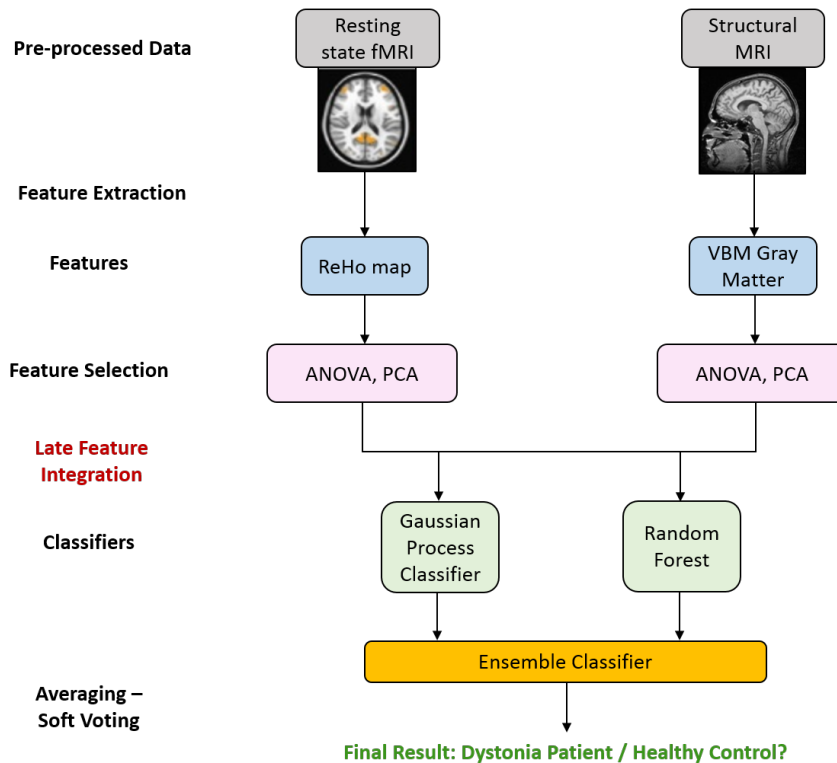 Pre-processed Data
Resting
state fMRI
Structural
MRI
Feature Extraction
Features
ReHo map
VBM Gray
Matter
Feature Selection
ANOVA, PCA
ANOVA, PCA
Late Feature
Integration
Classifiers
Gaussian
Process
Classifier
Random
Forest
Ensemble Classifier
Averaging –
Soft Voting
Final Result: Dystonia Patient / Healthy Control?